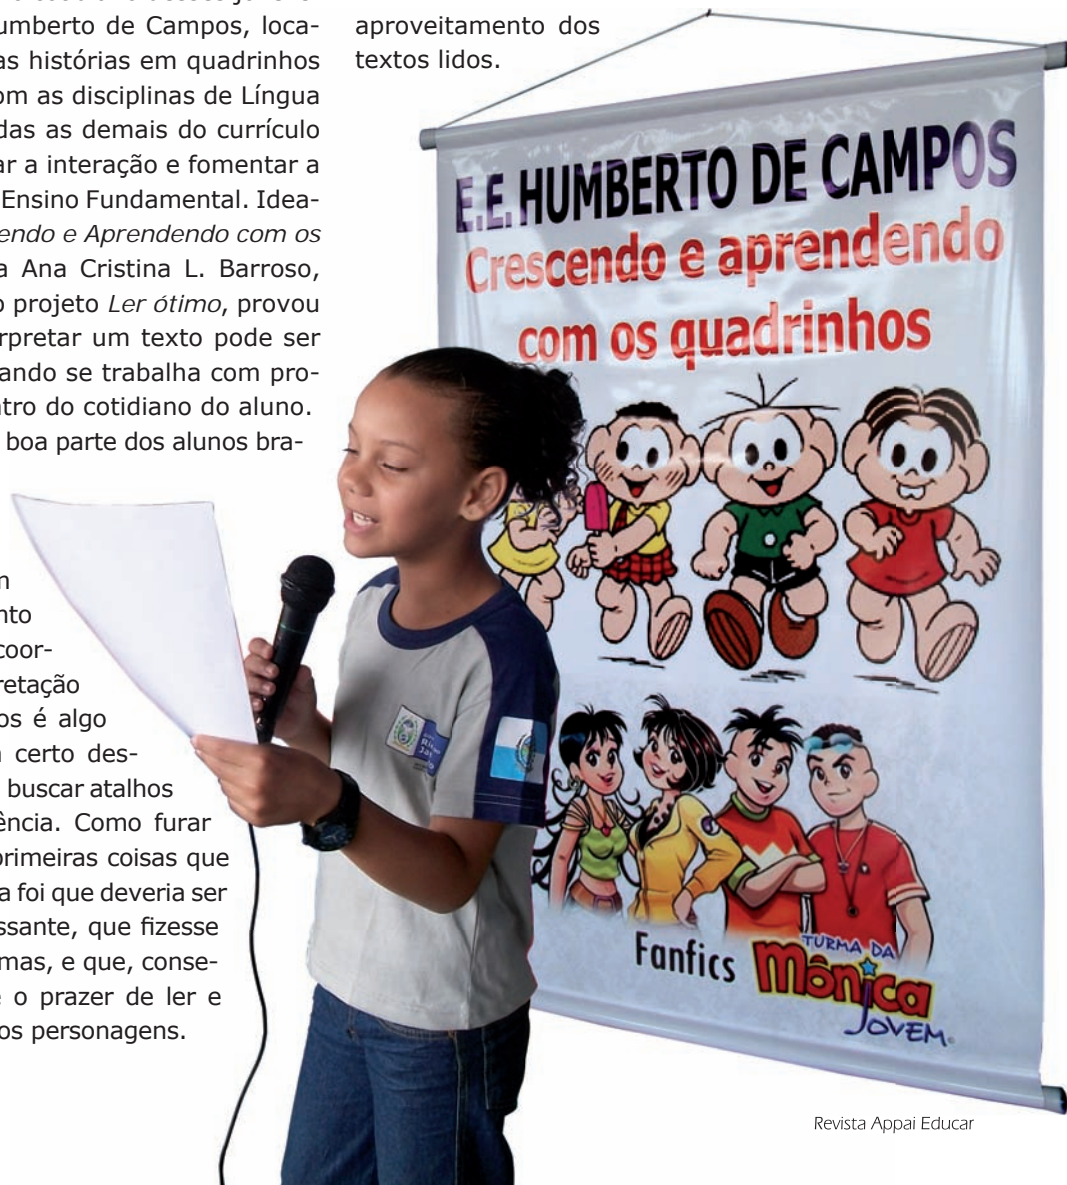 umberto de Campos, loca-
as histórias em quadrinhos
om as disciplinas de Língua
das as demais do currículo
ar a interação e fomentar a
Ensino Fundamental. Idea-
endo e Aprendendo com os
a Ana Cristina L. Barroso,
o projeto Ler ótimo, provou
rpretar um texto pode ser
ando se trabalha com pro-
ntro do cotidiano do aluno.
boa parte dos alunos bra-
nto
coor-
retação
os é algo
certo des-
buscar atalhos
ência. Como furar
primeiras coisas que
a foi que deveria ser
ssante, que fizesse
mas, e que, conse-
e o prazer de ler e
os personagens.
aproveitamento dos
textos lidos.
E.E. HUMBERTO DE CAMPOS
Crescendo e aprendendo
com os quadrinhos
Fanfics
TURMA DA
Mônica
JOVEM
Revista Appai Educar